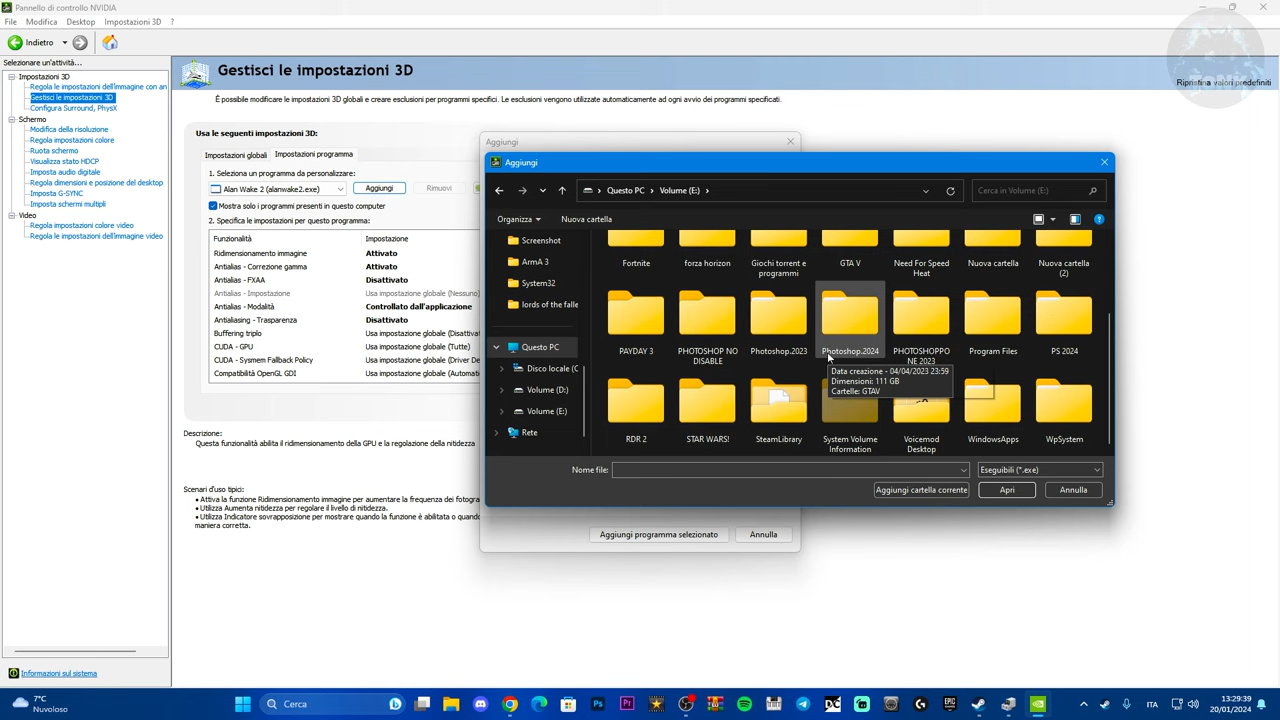 Pannello di controllo NVIDIA
File Modifica Desktop Impostazioni 3D ?
Indietro
Selezionare un'attività...
Impostazioni 3D
Regola le impostazioni dell'immagine con an
Gestisci le impostazioni 3D
Configura Surround, PhysX
Schermo
Modifica della risoluzione
Regola impostazioni colore
Ruota schermo
Visualizza stato HDCP
Imposta audio digitale
Regola dimensioni e posizione del desktop
Imposta G-SYNC
Imposta schermi multipli
Video
Regola impostazioni colore video
Regola le impostazioni dell'immagine video
Informazioni sul sistema
Gestisci le impostazioni 3D
Ripristina valori predefiniti
È possibile modificare le impostazioni 3D globali e creare esclusioni per programmi specifici. Le esclusioni vengono utilizzate automaticamente ad ogni avvio dei programmi specificati.
Usa le seguenti impostazioni 3D:
Impostazioni globali Impostazioni programma
1. Seleziona un programma da personalizzare:
Alan Wake 2 (alanwake2.exe) Aggiungi Rimuovi
Mostra solo i programmi presenti in questo computer
2. Specifica le impostazioni per questo programma:
Funzionalità Impostazione
Ridimensionamento immagine Attivato
Antialias - Correzione gamma Attivato
Antialias - FXAA Disattivato
Antialias - Impostazione Usa impostazione globale (Nessuno)
Antialias - Modalità Controllato dall'applicazione
Antialiasing - Trasparenza Disattivato
Buffering triplo Usa impostazione globale (Disattivat
CUDA - GPU Usa impostazione globale (Tutte)
CUDA - Sysmem Fallback Policy Usa impostazione globale (Driver De
Compatibilità OpenGL GDI Usa impostazione globale (Automatic
Descrizione:
Questa funzionalità abilita il ridimensionamento della GPU e la regolazione della nitidezza
Scenari d'uso tipici:
• Attiva la funzione Ridimensionamento immagine per aumentare la frequenza dei fotogra
• Utilizza Aumenta nitidezza per regolare il livello di nitidezza.
• Utilizza Indicatore sovrapposizione per mostrare quando la funzione è abilitata o quando
maniera corretta.
Aggiungi
Aggiungi programma selezionato Annulla
Aggiungi
Questo PC Volume (E:)
Cerca in Volume (E:)
Organizza Nuova cartella
Screenshot
ArmA 3
System32
lords of the falle
Questo PC
Disco locale (C
Volume (D:)
Volume (E:)
Rete
Fortnite forza horizon Giochi torrent e GTA V Need For Speed Nuova cartella Nuova cartella
programmi Heat (2)
PAYDAY 3 PHOTOSHOP NO Photoshop.2023 Photoshop.2024 PHOTOSHOPPO Program Files PS 2024
DISABLE NE 2023
Data creazione - 04/04/2023 23:59
Dimensioni: 111 GB
Cartelle: GTAV
RDR 2 STAR WARS! SteamLibrary System Volume Voicemod WindowsApps WpSystem
Information Desktop
Nome file: Eseguibili (*.exe)
Aggiungi cartella corrente Apri Annulla
7°C
Nuvoloso
Cerca
ITA
13:29:39
20/01/2024